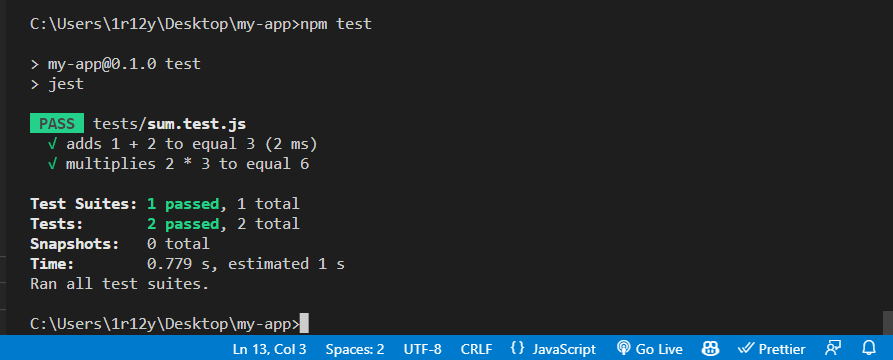 C:\Users\1r12y\Desktop\my-app>npm test
> my-app@0.1.0 test
> jest
PASS tests/sum.test.js
√ adds 1 + 2 to equal 3 (2 ms)
√ multiplies 2 * 3 to equal 6
Test Suites: 1 passed, 1 total
Tests: 2 passed, 2 total
Snapshots: 0 total
Time: 0.779 s, estimated 1 s
Ran all test suites.
C:\Users\1r12y\Desktop\my-app>
Ln 13, Col 3 Spaces: 2 UTF-8 CRLF {} JavaScript Go Live Prettier